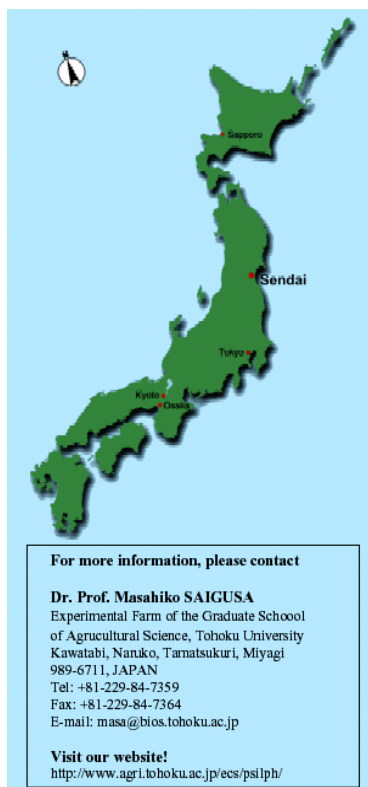 N
Sapporo
Sendai
Tokyo
Kyoto
Osaka
For more information, please contact
Dr. Prof. Masahiko SAIGUSA
Experimental Farm of the Graduate Schoool
of Agrucultural Science, Tohoku University
Kawatabi, Naruko, Tamatsukuri, Miyagi
989-6711, JAPAN
Tel: +81-229-84-7359
Fax: +81-229-84-7364
E-mail: masa@bios.tohoku.ac.jp
Visit our website!
http://www.agri.tohoku.ac.jp/ecs/psilph/